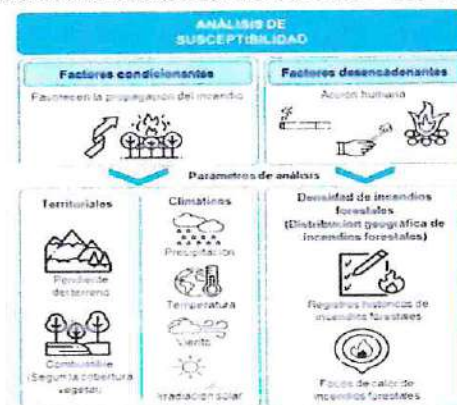 ANÁLISIS DE
SUSCEPTIBILIDAD
Factores condicionantes
Favorecen la propagación del incendio
Factores desencadenantes
Acción humana
Parámetros de análisis
Territoriales
Pendiente
del terreno
Combustible
(Según la cobertura
vegetal)
Climáticos
Precipitación
Temperatura
Viento
Irradiación solar
Densidad de incendios
forestales
(Distribución geográfica de
incendios forestales)
Registros históricos de
incendios forestales
Focos de calor de
incendios forestales